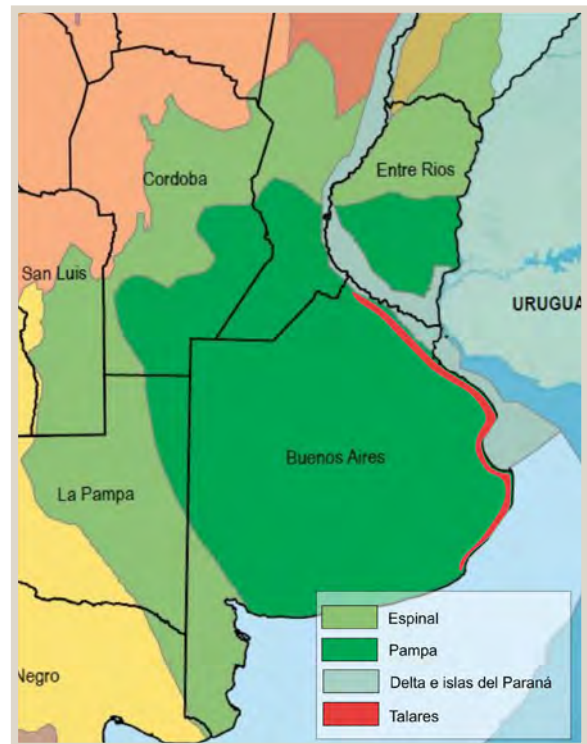 Cordoba
Entre Rios
San Luis
URUGUA
Buenos Aires
La Pampa
Negro
Espinal
Pampa
Delta e islas del Paraná
Talares